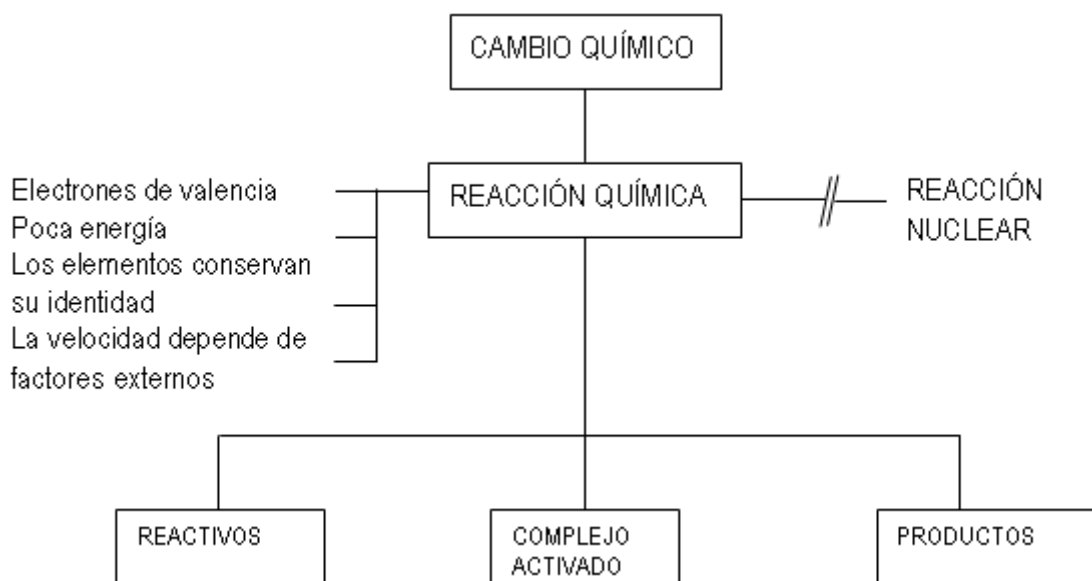 CAMBIO QUÍMICO
REACCIÓN QUÍMICA
Electrones de valencia
Poca energía
Los elementos conservan
su identidad
La velocidad depende de
factores externos
REACCIÓN
NUCLEAR
REACTIVOS
COMPLEJO
ACTIVADO
PRODUCTOS